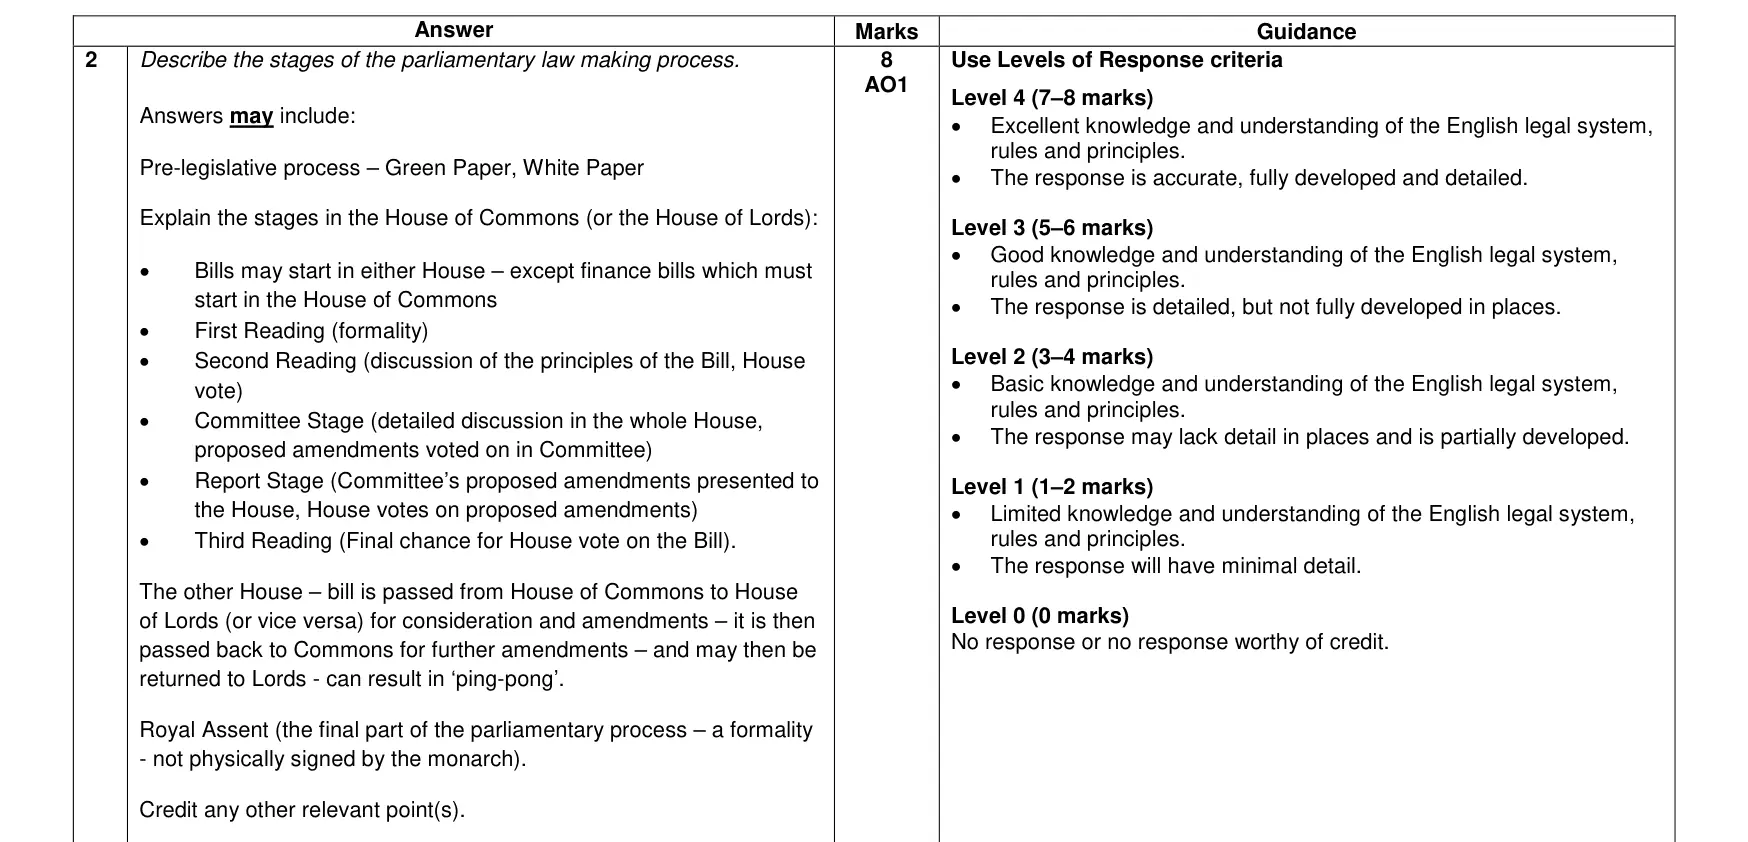 Answer Marks Guidance
2 Describe the stages of the parliamentary law making process.
Answers may include:
Pre-legislative process – Green Paper, White Paper
Explain the stages in the House of Commons (or the House of Lords):
• Bills may start in either House – except finance bills which must
start in the House of Commons
• First Reading (formality)
• Second Reading (discussion of the principles of the Bill, House
vote)
• Committee Stage (detailed discussion in the whole House,
proposed amendments voted on in Committee)
• Report Stage (Committee’s proposed amendments presented to
the House, House votes on proposed amendments)
• Third Reading (Final chance for House vote on the Bill).
The other House – bill is passed from House of Commons to House
of Lords (or vice versa) for consideration and amendments – it is then
passed back to Commons for further amendments – and may then be
returned to Lords - can result in ‘ping-pong’.
Royal Assent (the final part of the parliamentary process – a formality
- not physically signed by the monarch).
Credit any other relevant point(s).
8
AO1
Use Levels of Response criteria
Level 4 (7–8 marks)
• Excellent knowledge and understanding of the English legal system,
rules and principles.
• The response is accurate, fully developed and detailed.
Level 3 (5–6 marks)
• Good knowledge and understanding of the English legal system,
rules and principles.
• The response is detailed, but not fully developed in places.
Level 2 (3–4 marks)
• Basic knowledge and understanding of the English legal system,
rules and principles.
• The response may lack detail in places and is partially developed.
Level 1 (1–2 marks)
• Limited knowledge and understanding of the English legal system,
rules and principles.
• The response will have minimal detail.
Level 0 (0 marks)
No response or no response worthy of credit.